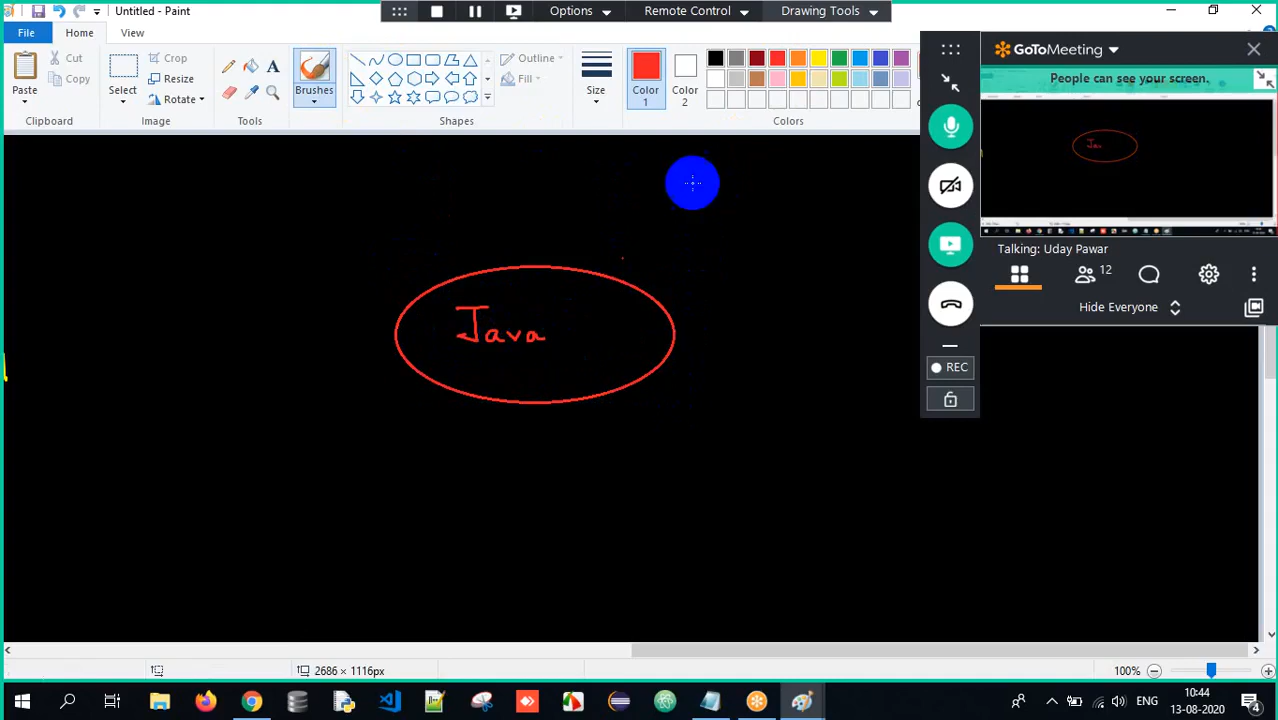 Untitled - Paint
Options
Remote Control
Drawing Tools
File
Home
View
Paste
Cut
Copy
Clipboard
Select
Crop
Resize
Rotate
Image
Tools
Brushes
Outline
Fill
Shapes
Size
Color
1
Color
2
Colors
GoToMeeting
People can see your screen.
Talking: Uday Pawar
12
Hide Everyone
REC
Java
2686 × 1116px
100%
ENG
10:44
13-08-2020
4